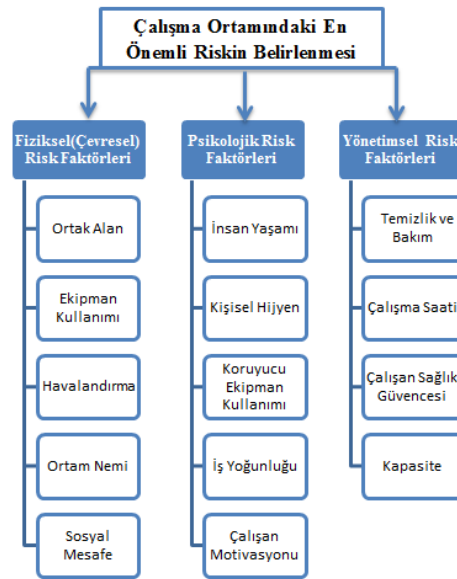 Çalışma Ortamındaki En
Önemli Riskin Belirlenmesi
Fiziksel(Çevresel)
Risk Faktörleri
Ortak Alan
Ekipman
Kullanımı
Havalandırma
Ortam Nemi
Sosyal
Mesafe
Psikolojik Risk
Faktörleri
İnsan Yaşamı
Kişisel Hijyen
Koruyucu
Ekipman
Kullanımı
İş Yoğunluğu
Çalışan
Motivasyonu
Yönetimsel Risk
Faktörleri
Temizlik ve
Bakım
Çalışma Saati
Çalışan Sağlık
Güvencesi
Kapasite